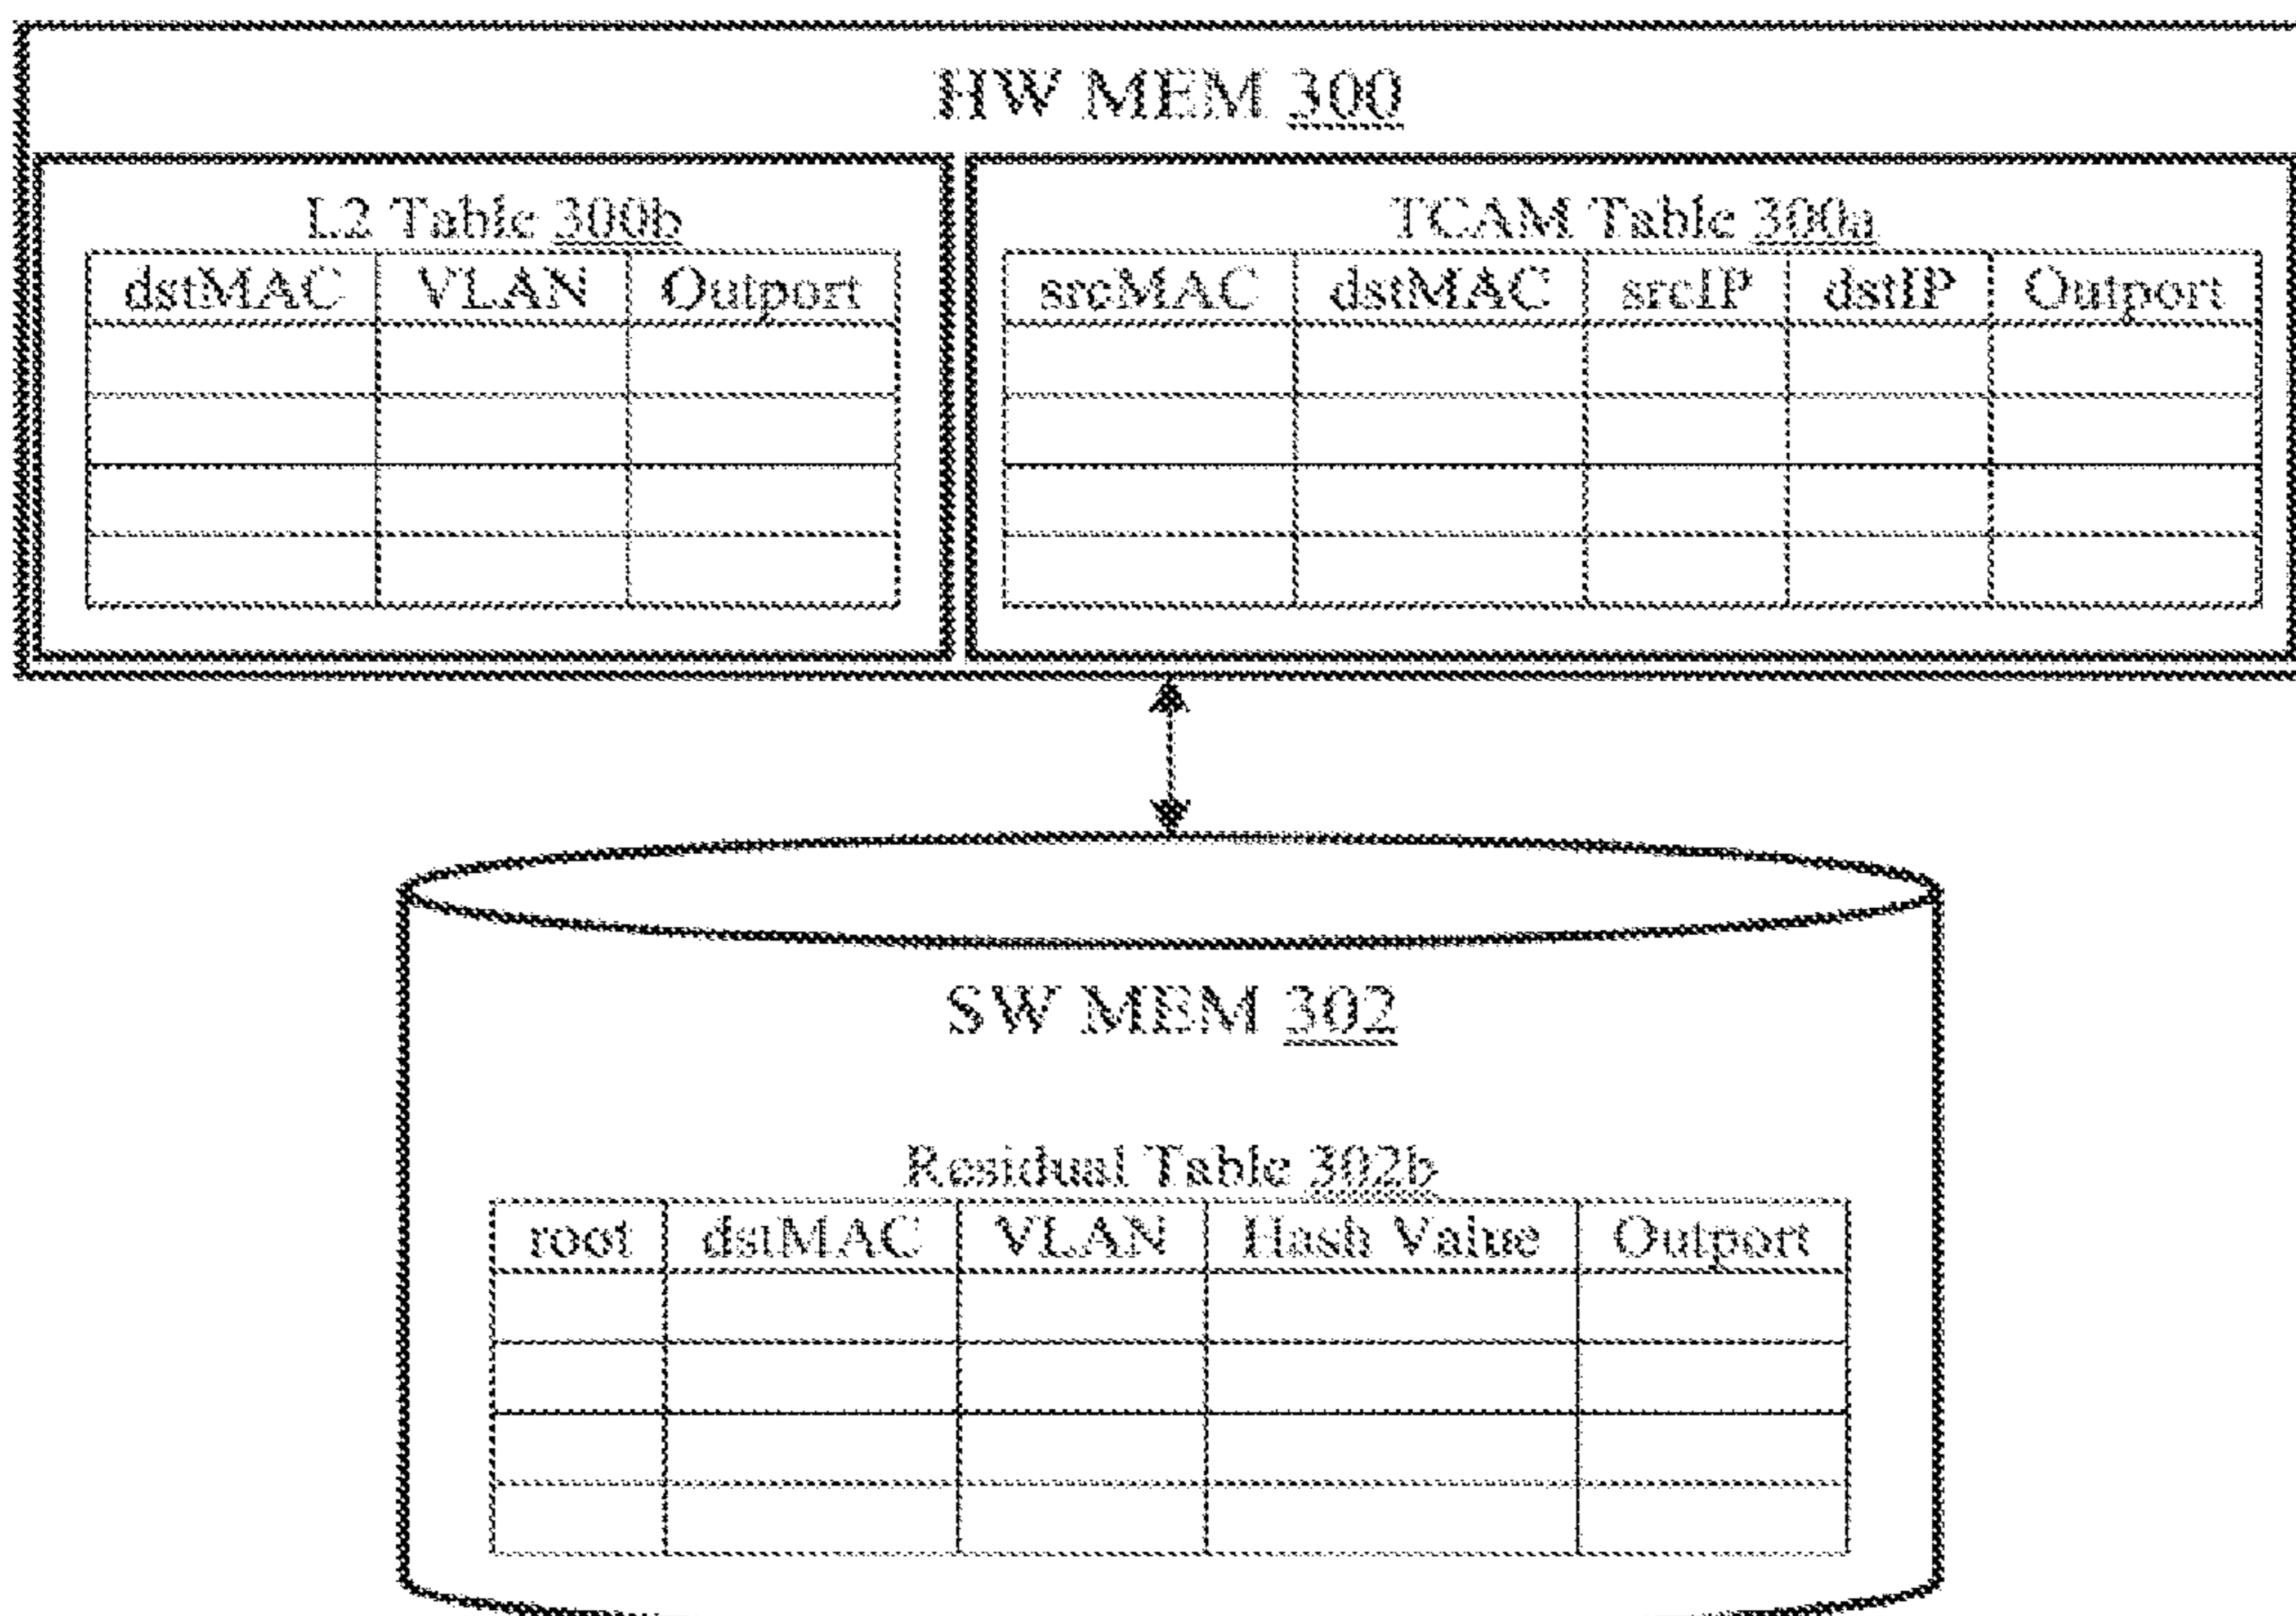 HW MEM 300
L2 Table 300b
dstMAC VLAN Outport
TCAM Table 300a
srcMAC dstMAC srcIP dstIP Outport
SW MEM 302
Residual Table 302b
root dstMAC VLAN Hash Value Outport